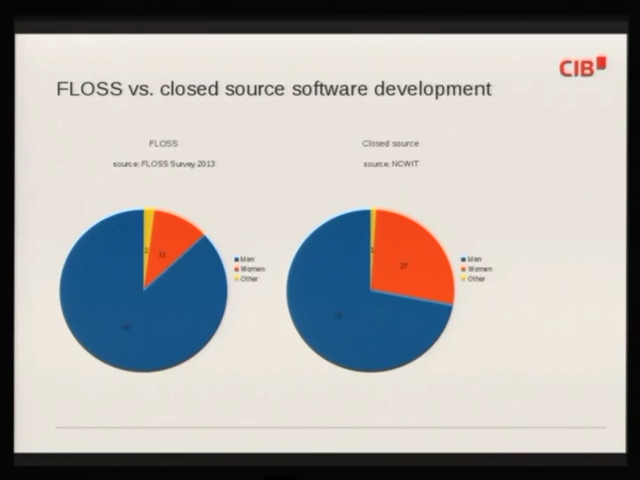 CIB
FLOSS vs. closed source software development
FLOSS
source: FLOSS Survey 2013
2
11
87
Men
Women
Other
Closed source
source: NCWIT
1
27
72
Men
Women
Other